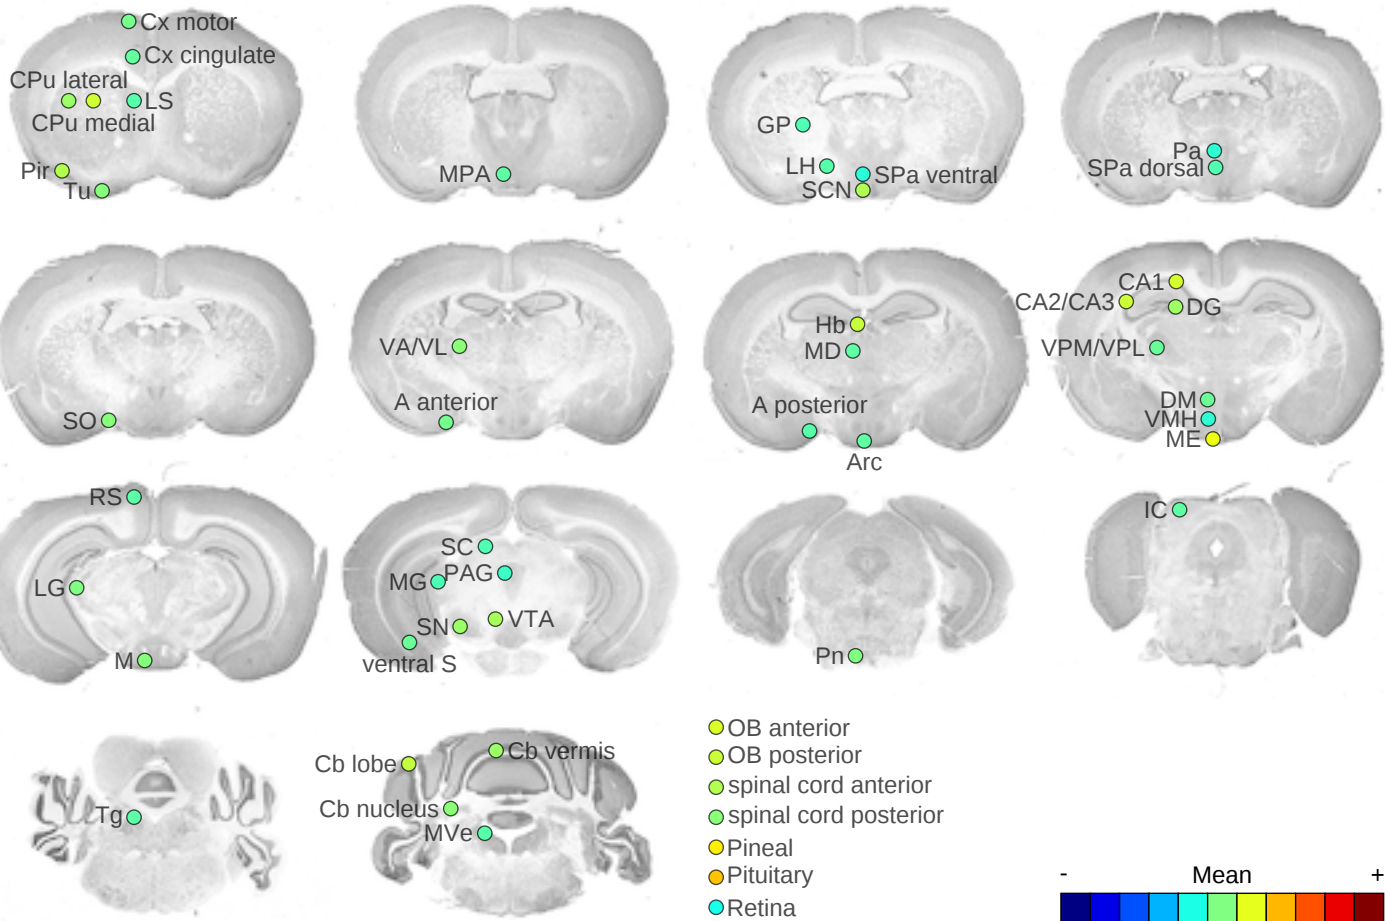 Cx motor
Cx cingulate
CPu lateral
LS
CPu medial
Pir
Tu
MPA
GP
LH
SPa ventral
SCN
Pa
SPa dorsal
SO
VA/VL
A anterior
Hb
MD
A posterior
Arc
CA1
CA2/CA3
DG
VPM/VPL
DM
VMH
ME
RS
LG
M
SC
PAG
MG
VTA
SN
ventral S
Pn
IC
Tg
Cb vermis
Cb lobe
Cb nucleus
MVe
OB anterior
OB posterior
spinal cord anterior
spinal cord posterior
Pineal
Pituitary
Retina
- Mean +